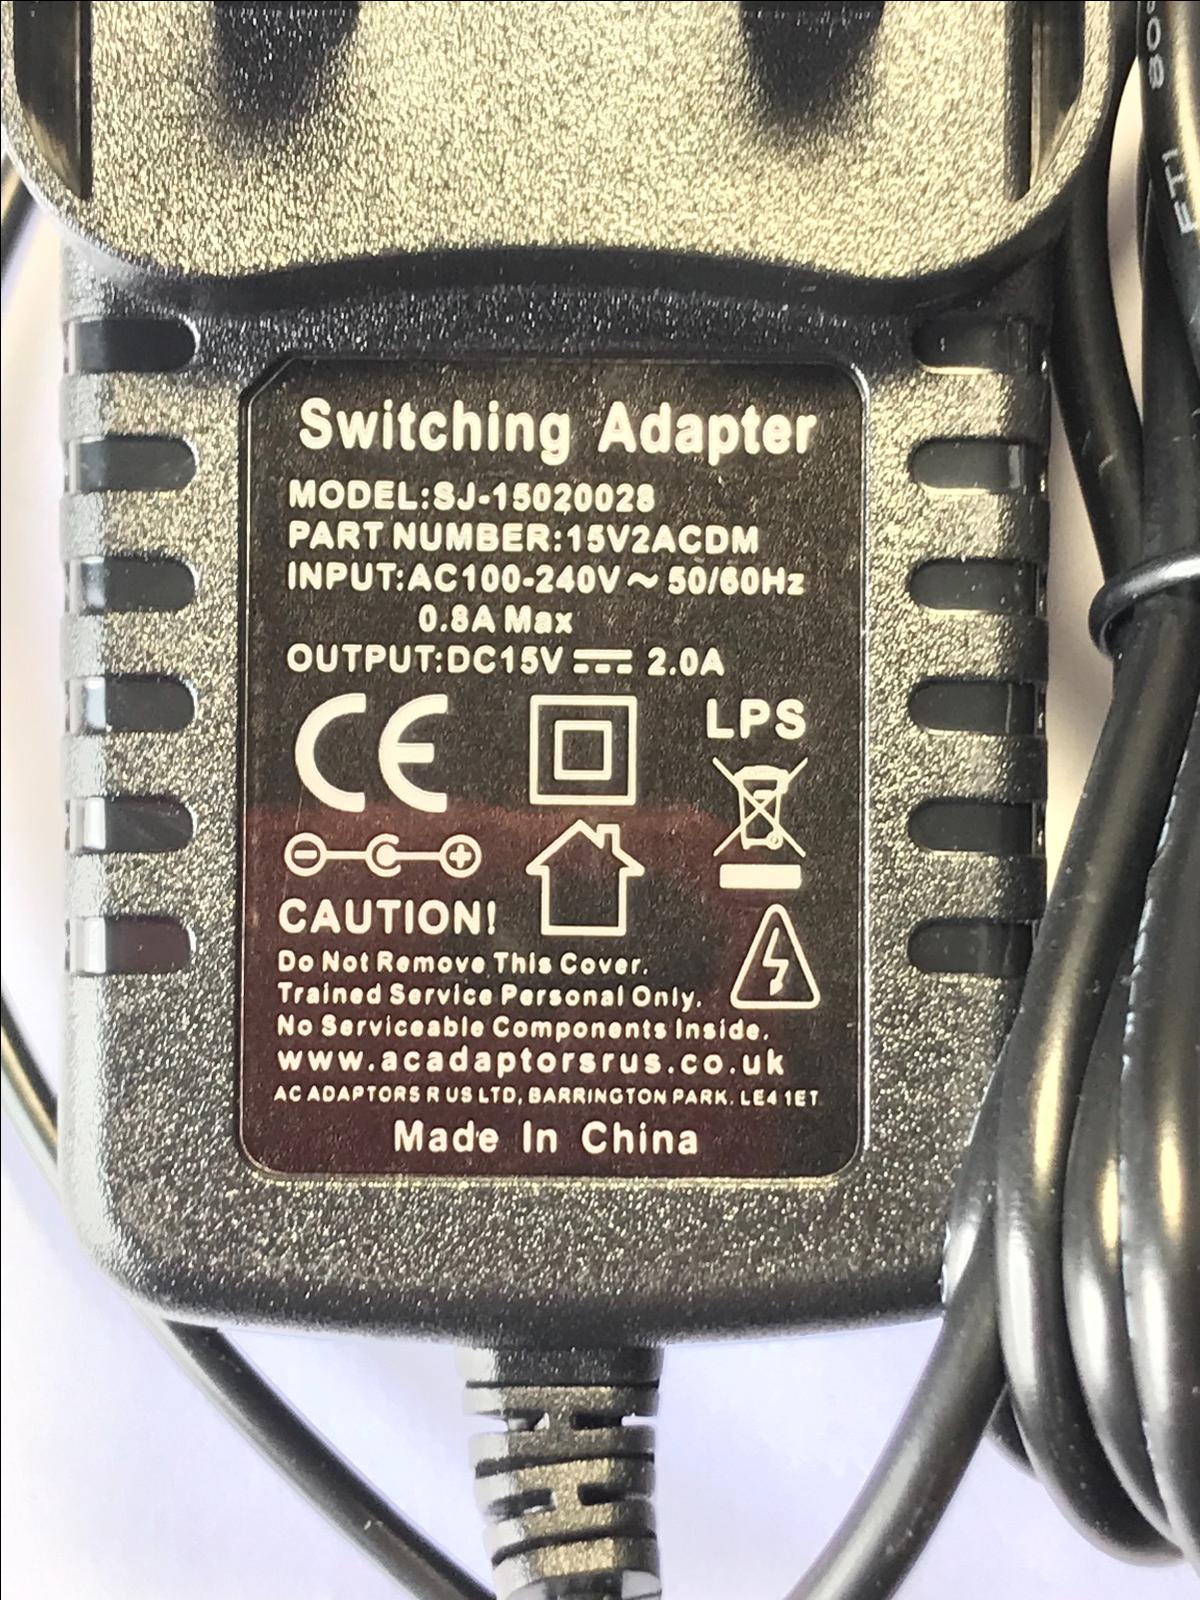 Switching Adapter
MODEL:SJ-15020028
PART NUMBER:15V2ACDM
INPUT:AC100-240V~ 50/60Hz
0.8A Max
OUTPUT:DC15V ⎓ 2.0A
CE
LPS
CAUTION!
Do Not Remove This Cover.
Trained Service Personal Only.
No Serviceable Components Inside.
www.acadaptorsrus.co.uk
AC ADAPTORS R US LTD, BARRINGTON PARK. LE4 1ET
Made In China